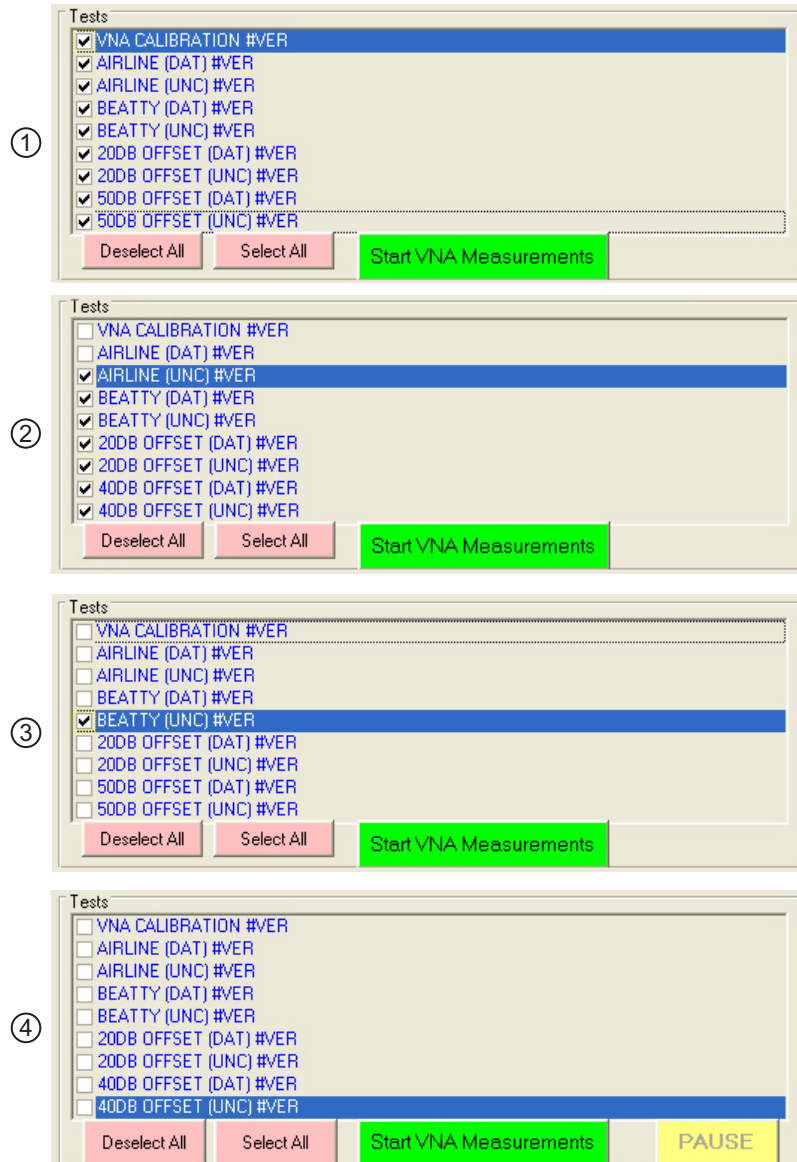 Tests
VNA CALIBRATION #VER
AIRLINE (DAT) #VER
AIRLINE (UNC) #VER
BEATTY (DAT) #VER
BEATTY (UNC) #VER
20DB OFFSET (DAT) #VER
20DB OFFSET (UNC) #VER
50DB OFFSET (DAT) #VER
50DB OFFSET (UNC) #VER
Deselect All Select All Start VNA Measurements
1
Tests
VNA CALIBRATION #VER
AIRLINE (DAT) #VER
AIRLINE (UNC) #VER
BEATTY (DAT) #VER
BEATTY (UNC) #VER
20DB OFFSET (DAT) #VER
20DB OFFSET (UNC) #VER
40DB OFFSET (DAT) #VER
40DB OFFSET (UNC) #VER
Deselect All Select All Start VNA Measurements
2
Tests
VNA CALIBRATION #VER
AIRLINE (DAT) #VER
AIRLINE (UNC) #VER
BEATTY (DAT) #VER
BEATTY (UNC) #VER
20DB OFFSET (DAT) #VER
20DB OFFSET (UNC) #VER
50DB OFFSET (DAT) #VER
50DB OFFSET (UNC) #VER
Deselect All Select All Start VNA Measurements
3
Tests
VNA CALIBRATION #VER
AIRLINE (DAT) #VER
AIRLINE (UNC) #VER
BEATTY (DAT) #VER
BEATTY (UNC) #VER
20DB OFFSET (DAT) #VER
20DB OFFSET (UNC) #VER
40DB OFFSET (DAT) #VER
40DB OFFSET (UNC) #VER
Deselect All Select All Start VNA Measurements PAUSE
4